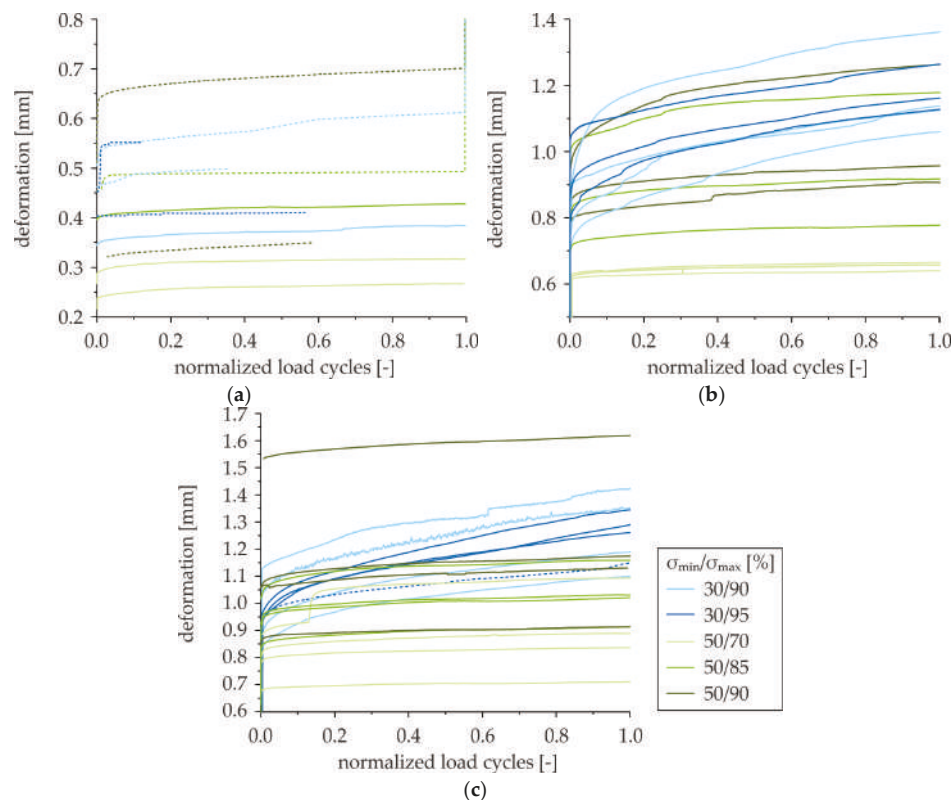 0.8
0.7
0.6
0.5
0.4
0.3
0.2
deformation [mm]
0.0 0.2 0.4 0.6 0.8 1.0
normalized load cycles [-]
(a)
1.4
1.2
1.0
0.8
0.6
deformation [mm]
0.0 0.2 0.4 0.6 0.8 1.0
normalized load cycles [-]
(b)
1.7
1.6
1.5
1.4
1.3
1.2
1.1
1.0
0.9
0.8
0.7
0.6
deformation [mm]
0.0 0.2 0.4 0.6 0.8 1.0
normalized load cycles [-]
(c)
σmin/σmax [%]
30/90
30/95
50/70
50/85
50/90